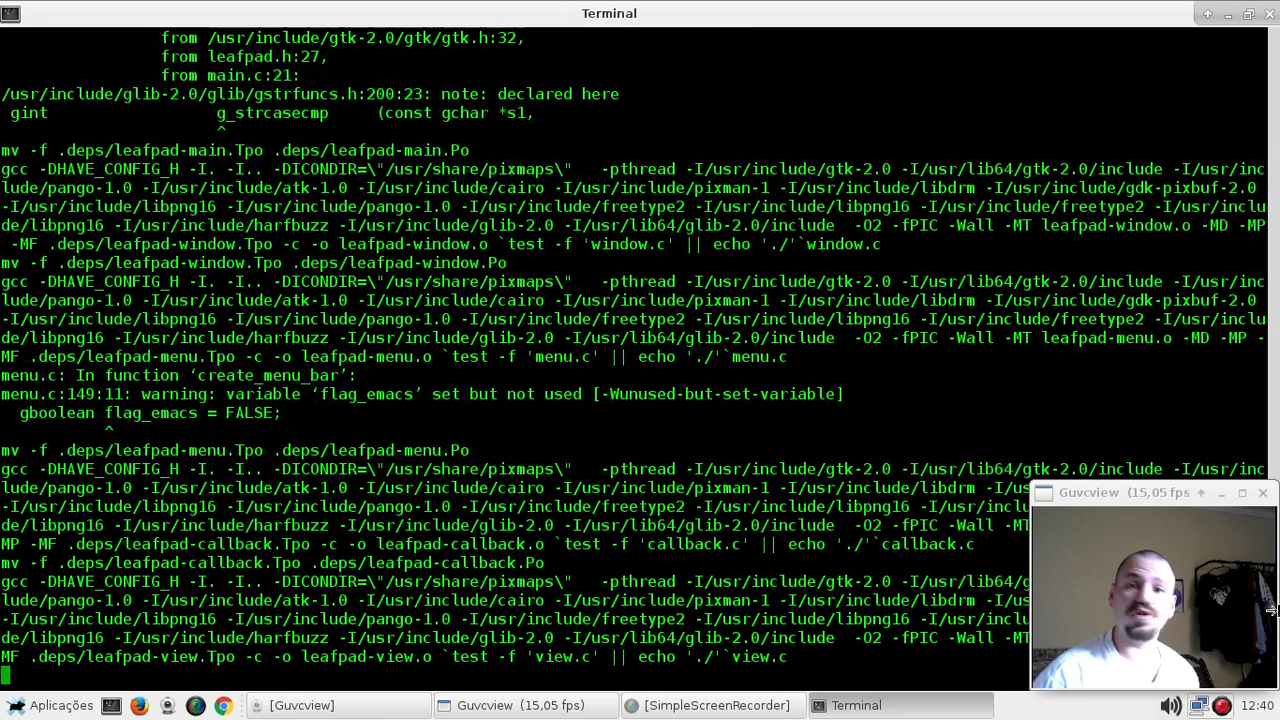 Terminal
from /usr/include/gtk-2.0/gtk/gtk.h:32,
from leafpad.h:27,
from main.c:21:
/usr/include/glib-2.0/glib/gstrfuncs.h:200:23: note: declared here
gint                  g_strcasecmp     (const gchar *s1,
^
mv -f .deps/leafpad-main.Tpo .deps/leafpad-main.Po
gcc -DHAVE_CONFIG_H -I. -I.. -DICONDIR=\"/usr/share/pixmaps\"   -pthread -I/usr/include/gtk-2.0 -I/usr/lib64/gtk-2.0/include -I/usr/inc
lude/pango-1.0 -I/usr/include/atk-1.0 -I/usr/include/cairo -I/usr/include/pixman-1 -I/usr/include/libdrm -I/usr/include/gdk-pixbuf-2.0
-I/usr/include/libpng16 -I/usr/include/pango-1.0 -I/usr/include/freetype2 -I/usr/include/libpng16 -I/usr/include/freetype2 -I/usr/inclu
de/libpng16 -I/usr/include/harfbuzz -I/usr/include/glib-2.0 -I/usr/lib64/glib-2.0/include  -O2 -fPIC -Wall -MT leafpad-window.o -MD -MP
-MF .deps/leafpad-window.Tpo -c -o leafpad-window.o `test -f 'window.c' || echo './'`window.c
mv -f .deps/leafpad-window.Tpo .deps/leafpad-window.Po
gcc -DHAVE_CONFIG_H -I. -I.. -DICONDIR=\"/usr/share/pixmaps\"   -pthread -I/usr/include/gtk-2.0 -I/usr/lib64/gtk-2.0/include -I/usr/inc
lude/pango-1.0 -I/usr/include/atk-1.0 -I/usr/include/cairo -I/usr/include/pixman-1 -I/usr/include/libdrm -I/usr/include/gdk-pixbuf-2.0
-I/usr/include/libpng16 -I/usr/include/pango-1.0 -I/usr/include/freetype2 -I/usr/include/libpng16 -I/usr/include/freetype2 -I/usr/inclu
de/libpng16 -I/usr/include/harfbuzz -I/usr/include/glib-2.0 -I/usr/lib64/glib-2.0/include  -O2 -fPIC -Wall -MT leafpad-menu.o -MD -MP -
MF .deps/leafpad-menu.Tpo -c -o leafpad-menu.o `test -f 'menu.c' || echo './'`menu.c
menu.c: In function ‘create_menu_bar’:
menu.c:149:11: warning: variable ‘flag_emacs’ set but not used [-Wunused-but-set-variable]
gboolean flag_emacs = FALSE;
^
mv -f .deps/leafpad-menu.Tpo .deps/leafpad-menu.Po
gcc -DHAVE_CONFIG_H -I. -I.. -DICONDIR=\"/usr/share/pixmaps\"   -pthread -I/usr/include/gtk-2.0 -I/usr/lib64/gtk-2.0/include -I/usr/inc
lude/pango-1.0 -I/usr/include/atk-1.0 -I/usr/include/cairo -I/usr/include/pixman-1 -I/usr/include/libdrm -I/us
-I/usr/include/libpng16 -I/usr/include/pango-1.0 -I/usr/include/freetype2 -I/usr/include/libpng16 -I/usr/inclu
de/libpng16 -I/usr/include/harfbuzz -I/usr/include/glib-2.0 -I/usr/lib64/glib-2.0/include  -O2 -fPIC -Wall -MT
MP -MF .deps/leafpad-callback.Tpo -c -o leafpad-callback.o `test -f 'callback.c' || echo './'`callback.c
mv -f .deps/leafpad-callback.Tpo .deps/leafpad-callback.Po
gcc -DHAVE_CONFIG_H -I. -I.. -DICONDIR=\"/usr/share/pixmaps\"   -pthread -I/usr/include/gtk-2.0 -I/usr/lib64/g
lude/pango-1.0 -I/usr/include/atk-1.0 -I/usr/include/cairo -I/usr/include/pixman-1 -I/usr/include/libdrm -I/us
-I/usr/include/libpng16 -I/usr/include/pango-1.0 -I/usr/include/freetype2 -I/usr/include/libpng16 -I/usr/inclu
de/libpng16 -I/usr/include/harfbuzz -I/usr/include/glib-2.0 -I/usr/lib64/glib-2.0/include  -O2 -fPIC -Wall -MT
MF .deps/leafpad-view.Tpo -c -o leafpad-view.o `test -f 'view.c' || echo './'`view.c
Guvcview (15,05 fps
Aplicações
[Guvcview]
Guvcview (15,05 fps)
[SimpleScreenRecorder]
Terminal
12:40